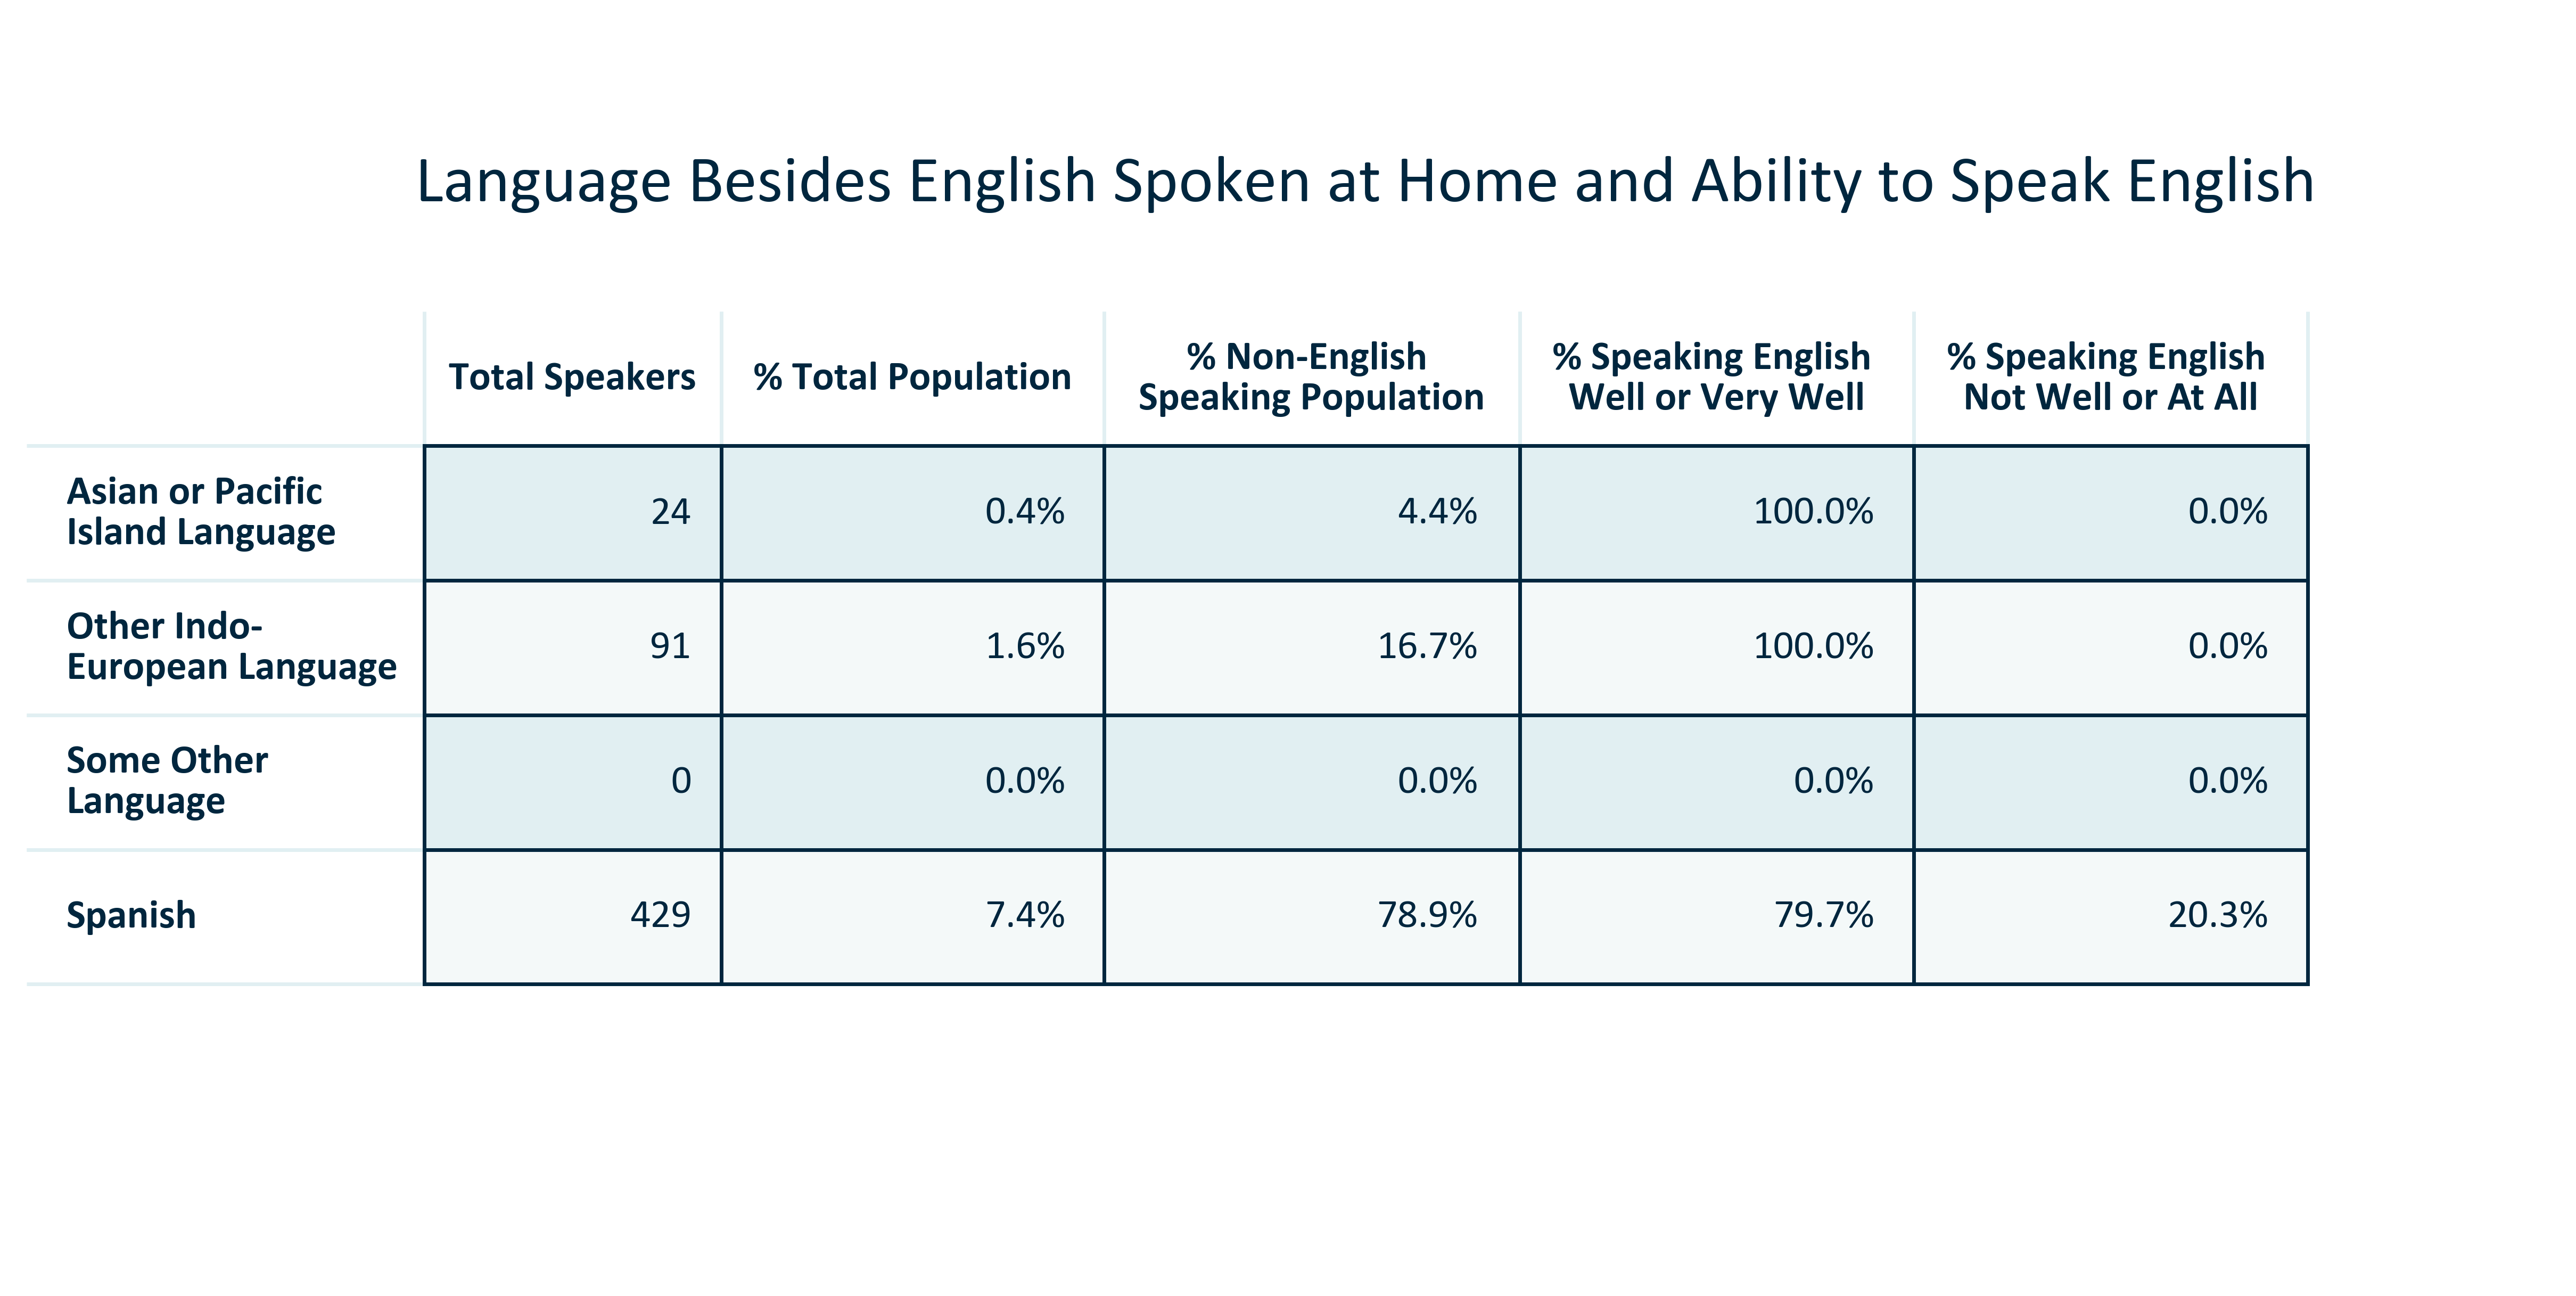 Language Besides English Spoken at Home and Ability to Speak English
Total Speakers
% Total Population
% Non-English
Speaking Population
% Speaking English
Well or Very Well
% Speaking English
Not Well or At All
Asian or Pacific
Island Language
24
0.4%
4.4%
100.0%
0.0%
Other Indo-
European Language
91
1.6%
16.7%
100.0%
0.0%
Some Other
Language
0
0.0%
0.0%
0.0%
0.0%
Spanish
429
7.4%
78.9%
79.7%
20.3%